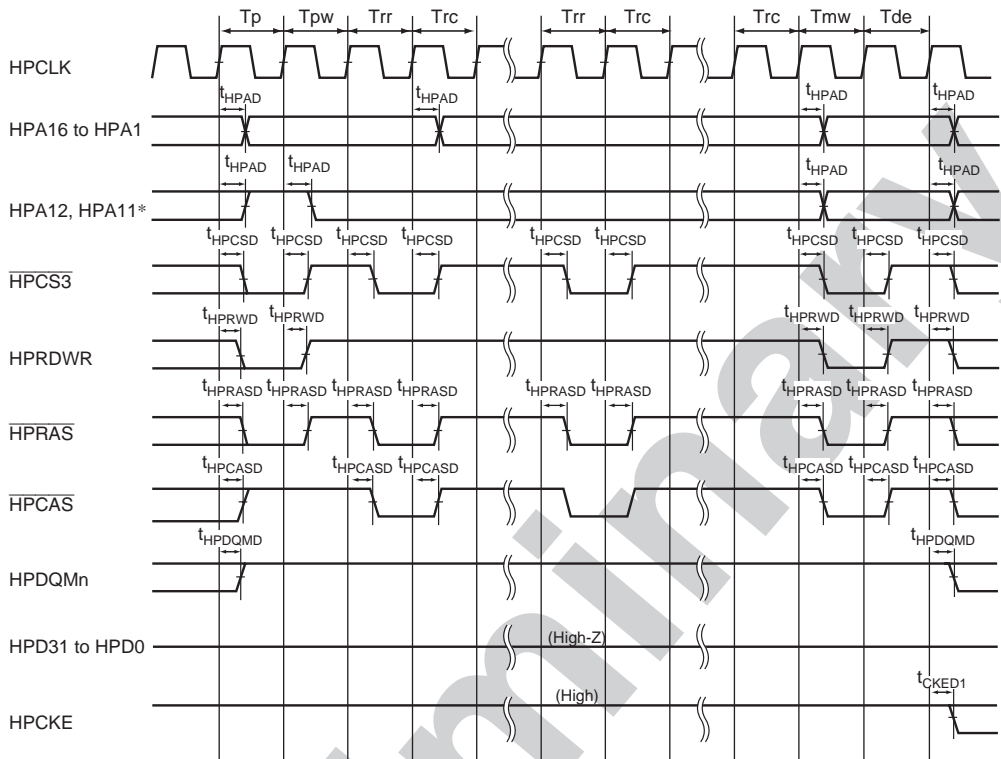 Tp Tpw Trr Trc Trr Trc Trc Tmw Tde
HPCLK
tHPAD tHPAD tHPAD tHPAD
HPA16 to HPA1
tHPAD tHPAD tHPAD tHPAD
HPA12, HPA11*
tHPCSD tHPCSD tHPCSD tHPCSD tHPCSD tHPCSD tHPCSD tHPCSD tHPCSD
HPCS3
tHPRWD tHPRWD tHPRWD tHPRWD tHPRWD
HPRDWR
tHPRASD tHPRASD tHPRASD tHPRASD tHPRASD tHPRASD tHPRASD tHPRASD tHPRASD
HPRAS
tHPCASD tHPCASD tHPCASD tHPCASD tHPCASD tHPCASD
HPCAS
tHPDQMD tHPDQMD
HPDQMn
HPD31 to HPD0 (High-Z)
tCKED1
(High)
HPCKE
minary